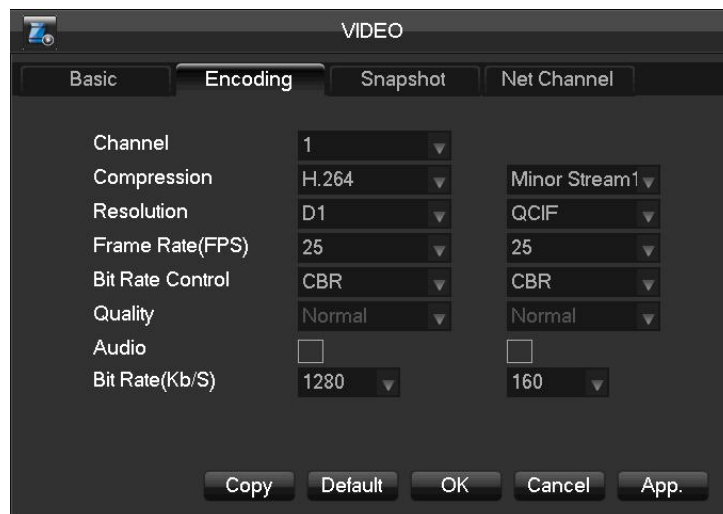 VIDEO
Basic Encoding Snapshot Net Channel
Channel 1
Compression H.264 Minor Stream1
Resolution D1 QCIF
Frame Rate(FPS) 25 25
Bit Rate Control CBR CBR
Quality Normal Normal
Audio
Bit Rate(Kb/S) 1280 160
Copy Default OK Cancel App.